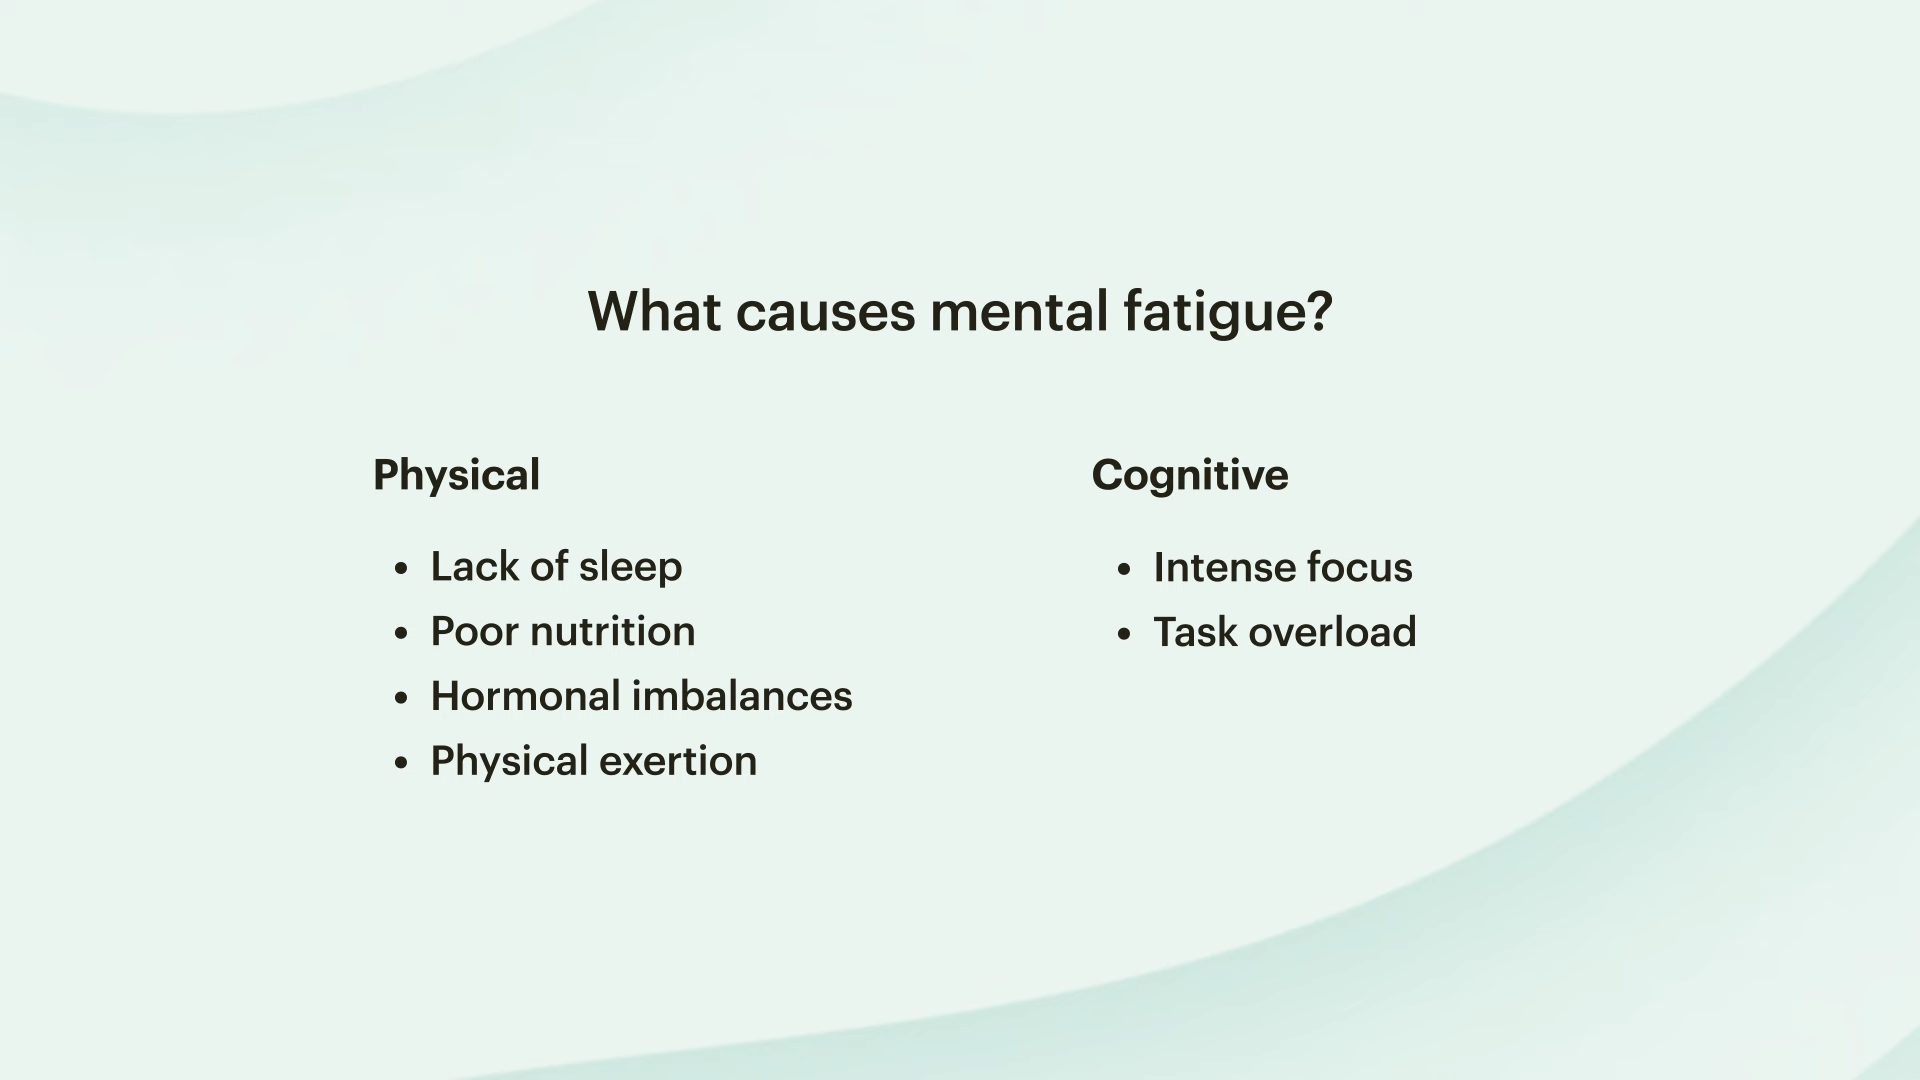 What causes mental fatigue?
Physical
• Lack of sleep
• Poor nutrition
• Hormonal imbalances
• Physical exertion
Cognitive
• Intense focus
• Task overload